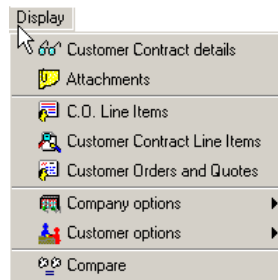 Display
Customer Contract details
Attachments
C.O. Line Items
Customer Contract Line Items
Customer Orders and Quotes
Company options
Customer options
Compare